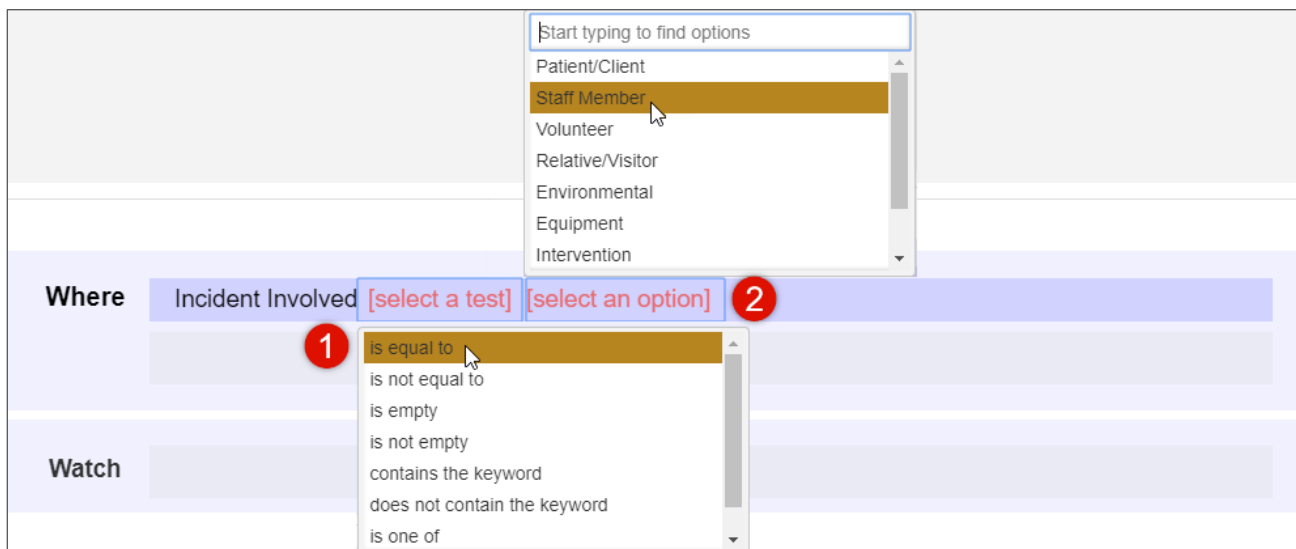 Start typing to find options
Patient/Client
Staff Member
Volunteer
Relative/Visitor
Environmental
Equipment
Intervention
Where Incident Involved [select a test] [select an option] 2
1
is equal to
is not equal to
is empty
is not empty
contains the keyword
does not contain the keyword
is one of
Watch